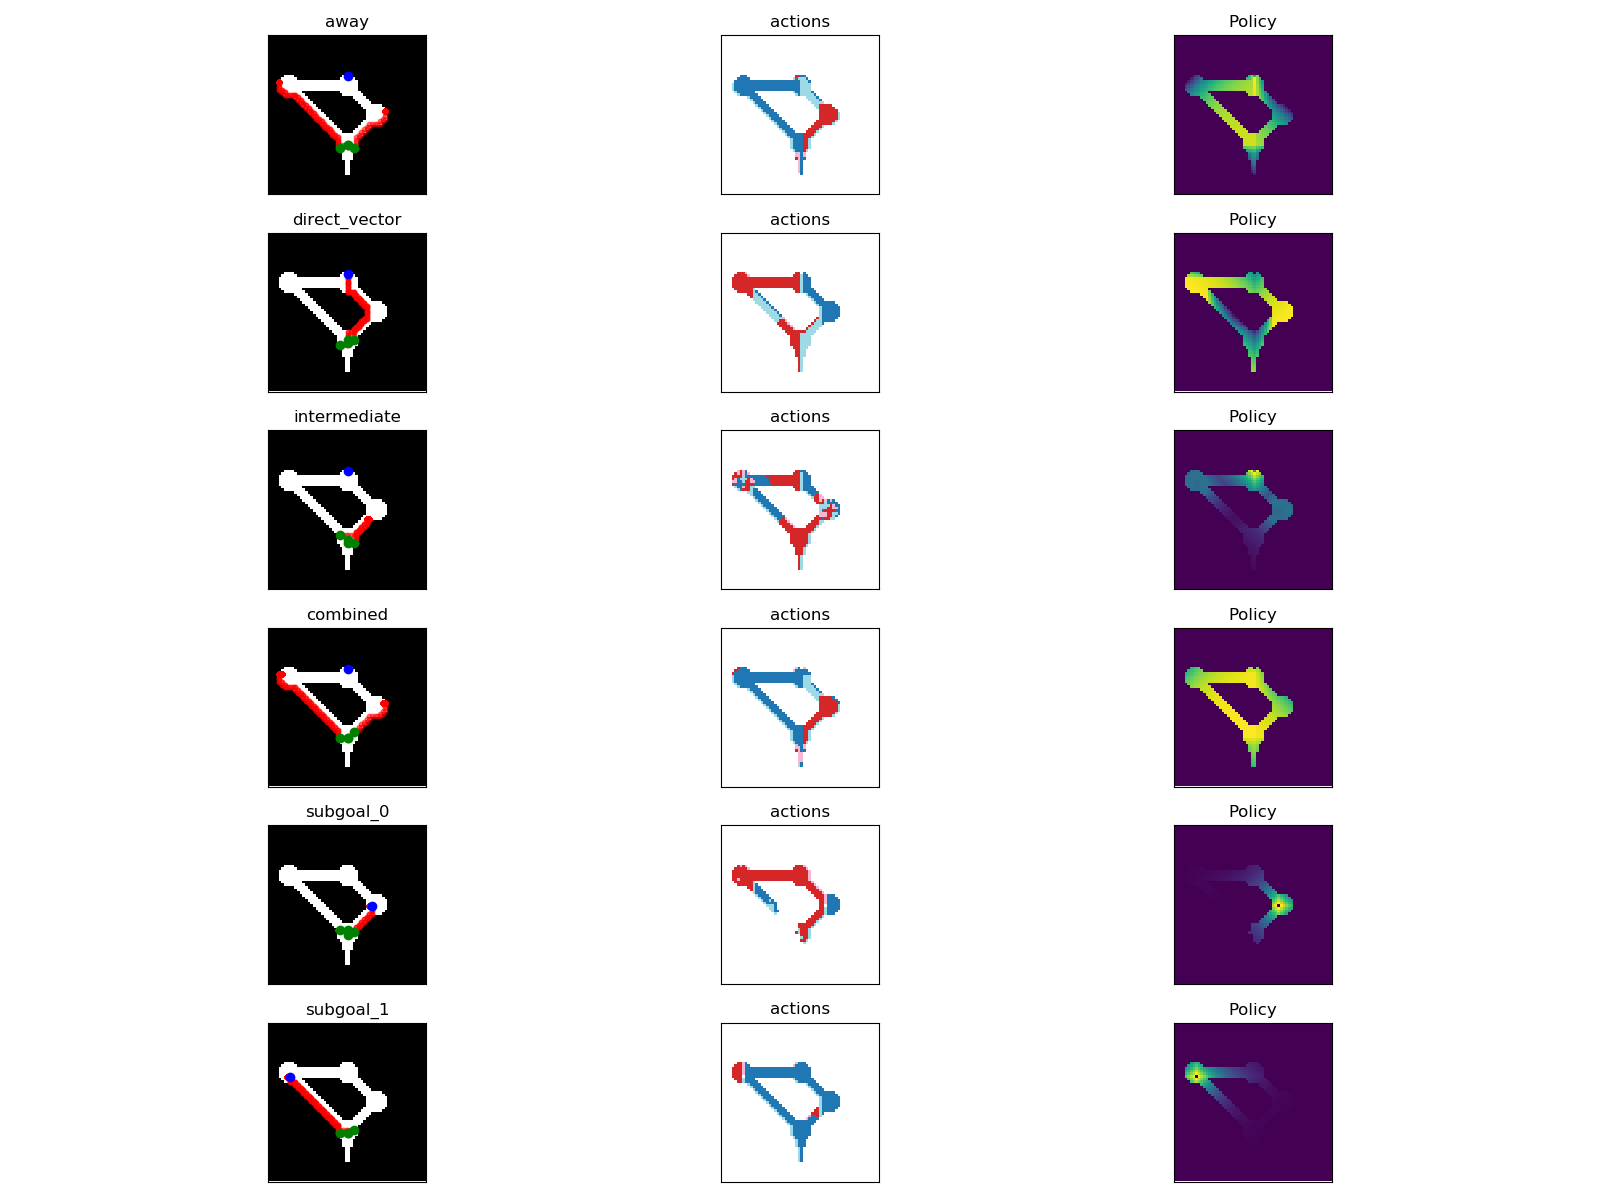 away actions Policy
direct_vector actions Policy
intermediate actions Policy
combined actions Policy
subgoal_0 actions Policy
subgoal_1 actions Policy